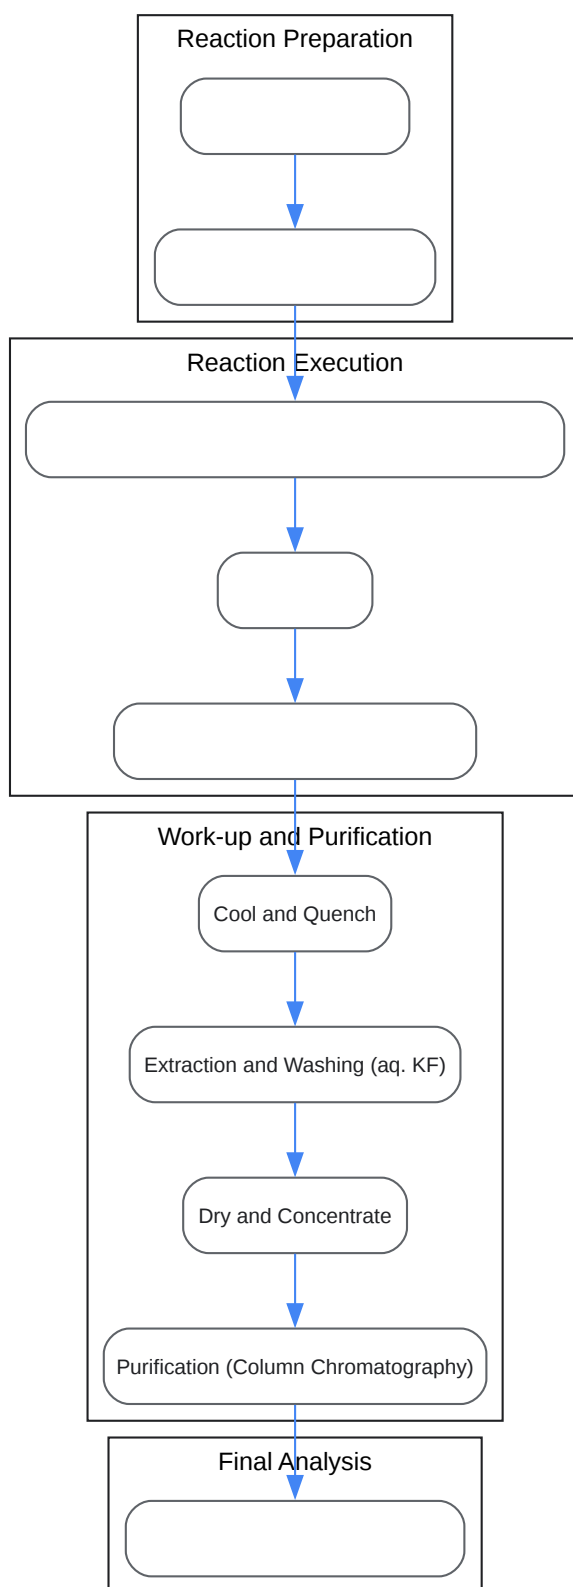 Reaction Preparation
Reaction Execution
Work-up and Purification
Cool and Quench
Extraction and Washing (aq. KF)
Dry and Concentrate
Purification (Column Chromatography)
Final Analysis